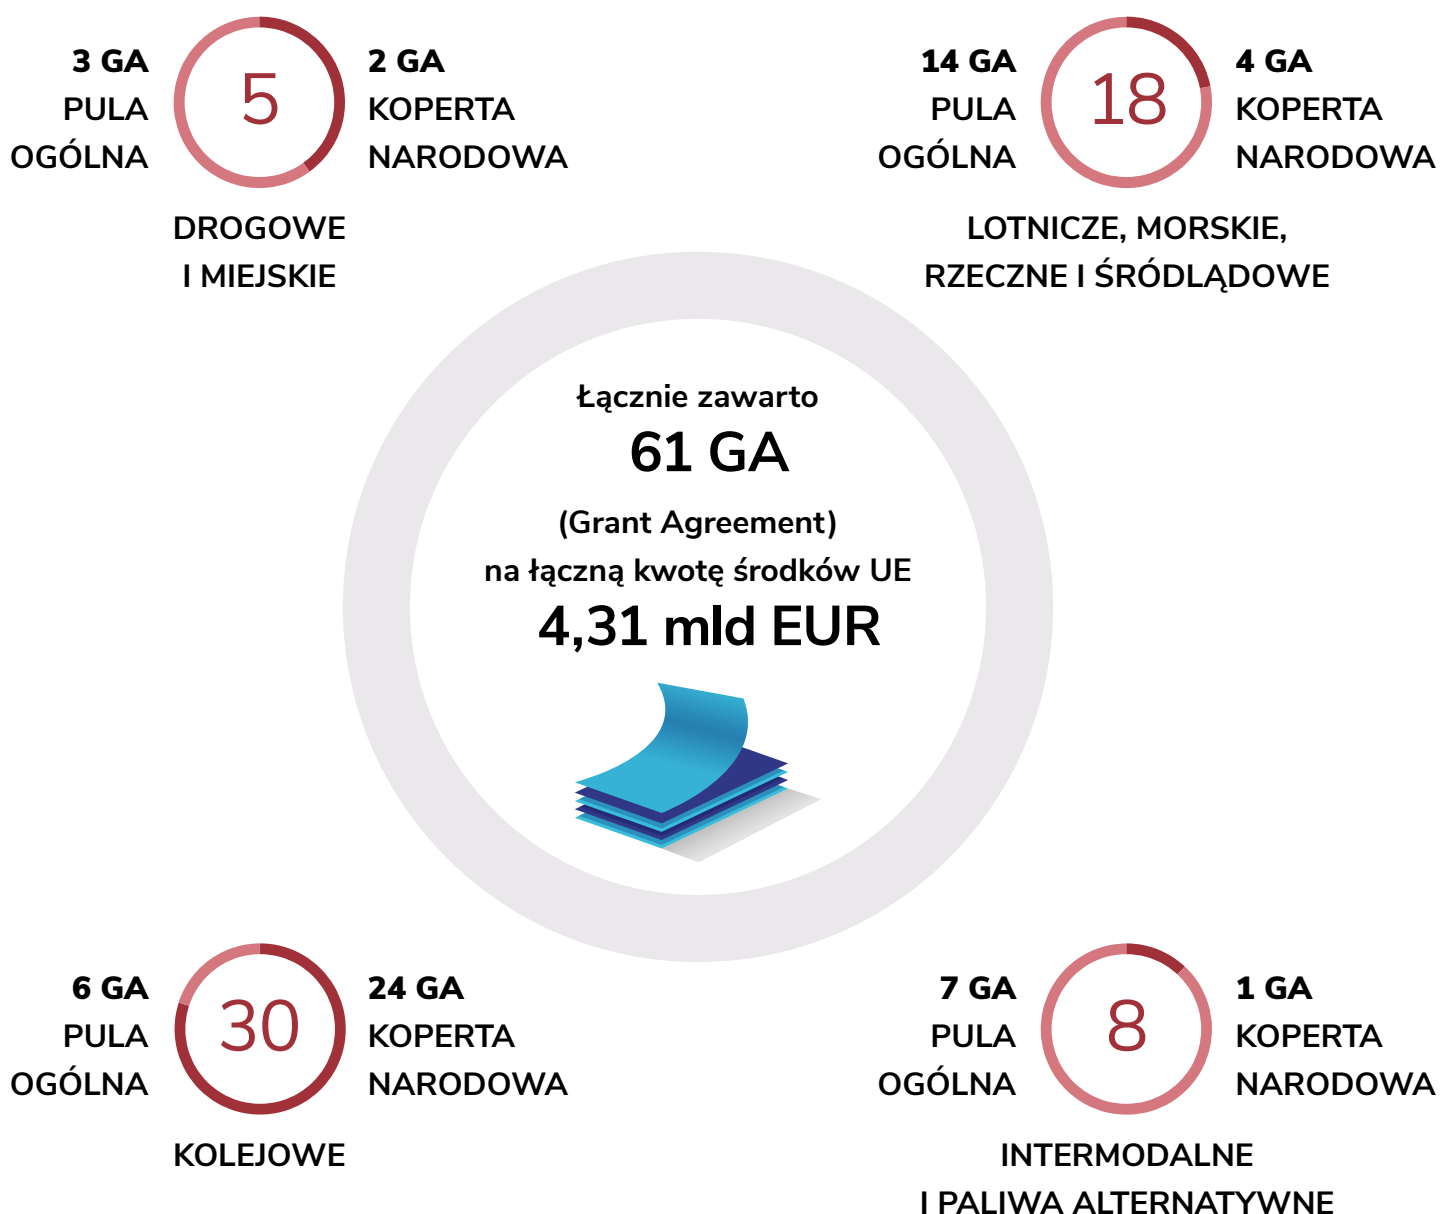 3 GA
PULA
OGÓLNA
5
2 GA
KOPERTA
NARODOWA
DROGOWE
I MIEJSKIE
14 GA
PULA
OGÓLNA
18
4 GA
KOPERTA
NARODOWA
LOTNICZE, MORSKIE,
RZECZNE I ŚRÓDLĄDOWE
Łącznie zawarto
61 GA
(Grant Agreement)
na łączną kwotę środków UE
4,31 mld EUR
6 GA
PULA
OGÓLNA
30
24 GA
KOPERTA
NARODOWA
KOLEJOWE
7 GA
PULA
OGÓLNA
8
1 GA
KOPERTA
NARODOWA
INTERMODALNE
I PALIWA ALTERNATYWNE